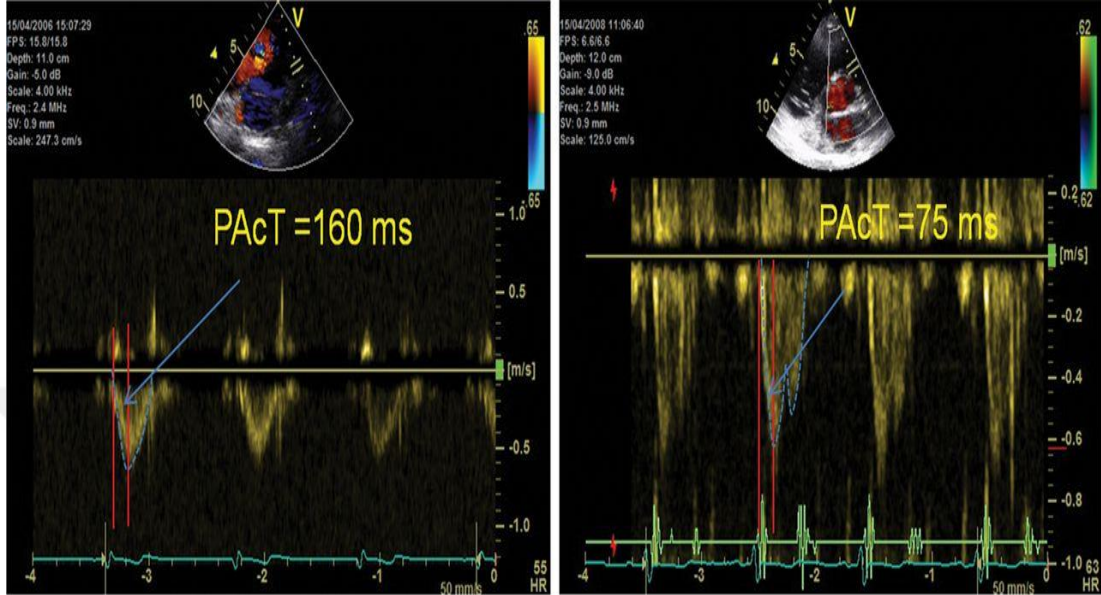 15/04/2006 15:07:29
FPS: 15.8/15.8
Depth: 11.0 cm
Gain: -5.0 dB
Scale: 4.00 kHz
Freq.: 2.4 MHz
SV: 0.9 mm
Scale: 247.3 cm/s
V
5
10
.65
.65
PAcT =160 ms
1.0
0.5
[m/s]
-0.5
-1.0
55
HR
-4
-3
-2
-1
0
50 mm/s
15/04/2008 11:06:40
FPS: 6.6/6.6
Depth: 12.0 cm
Gain: -9.0 dB
Scale: 4.00 kHz
Freq.: 2.5 MHz
SV: 0.9 mm
Scale: 125.0 cm/s
V
5
10
.62
.62
PAcT =75 ms
0.2
[m/s]
-0.2
-0.4
-0.6
-0.8
-1.0
63
HR
-4
-3
-2
-1
0
50 mm/s